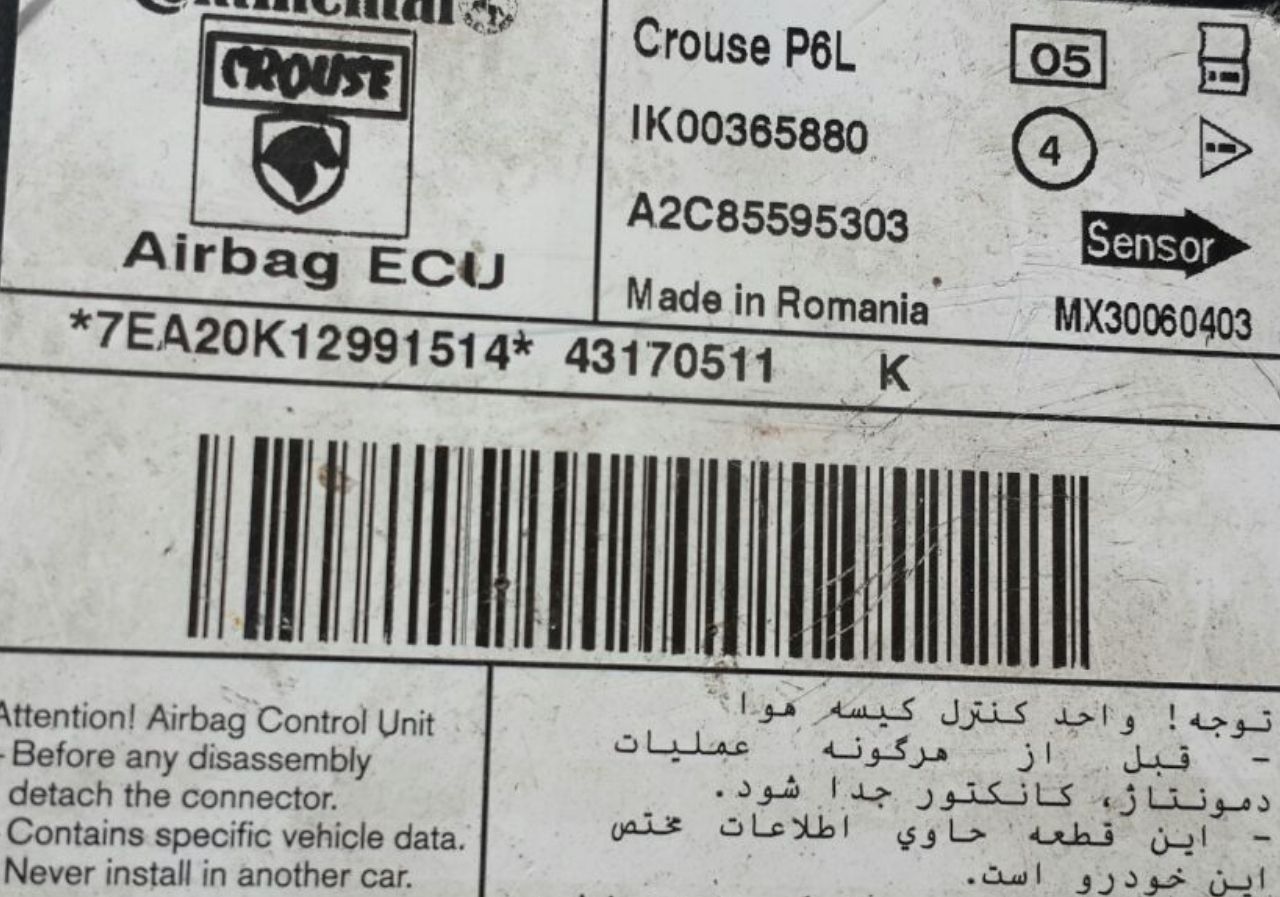 Continental
CROUSE
Airbag ECU
Crouse P6L
IK00365880
A2C85595303
Made in Romania
05
4
Sensor
MX30060403
*7EA20K12991514* 43170511 K
Attention! Airbag Control Unit
- Before any disassembly
detach the connector.
Contains specific vehicle data.
Never install in another car.
توجه! واحد کنترل کیسه هوا
- قبل از هرگونه عملیات
دمونتاژ، کانکتور جدا شود.
- این قطعه حاوي اطلاعات مختص
این خودرو است.